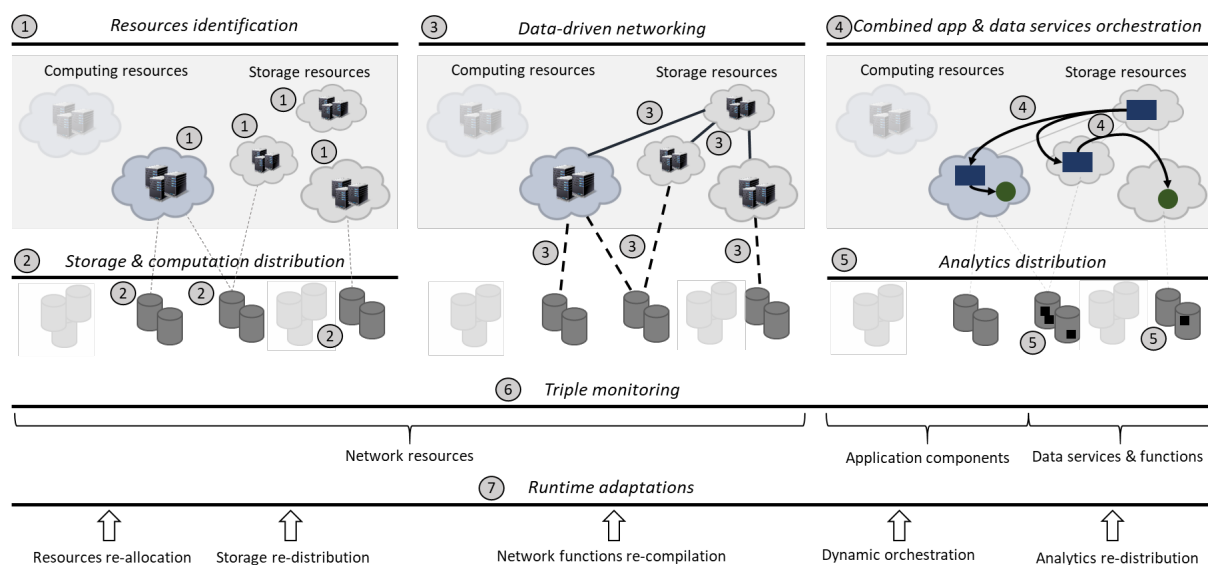 1 Resources identification
Computing resources
Storage resources
1
1
1
1
2 Storage & computation distribution
2
2
2
3 Data-driven networking
Computing resources
Storage resources
3
3
3
3
3
4 Combined app & data services orchestration
Computing resources
Storage resources
4
4
5 Analytics distribution
5
5
6 Triple monitoring
Network resources
Application components
Data services & functions
7 Runtime adaptations
Resources re-allocation
Storage re-distribution
Network functions re-compilation
Dynamic orchestration
Analytics re-distribution